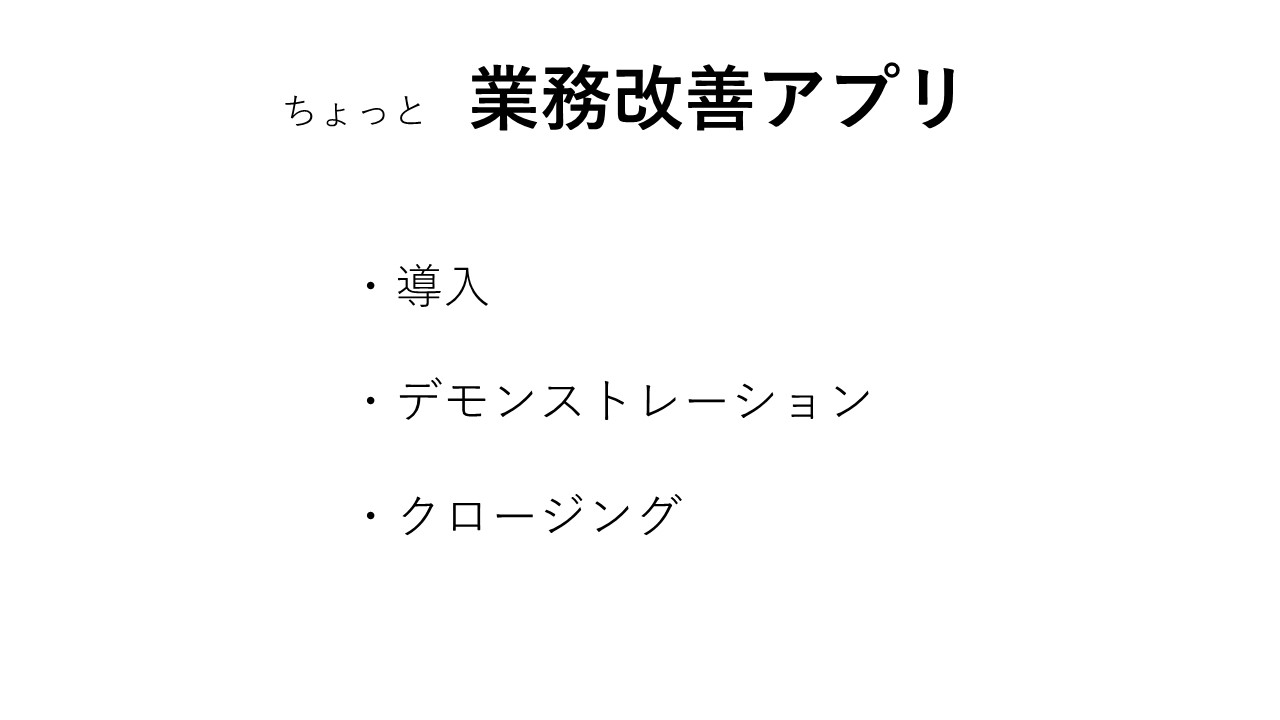 ちょっと 業務改善アプリ
・導入
・デモンストレーション
・クロージング